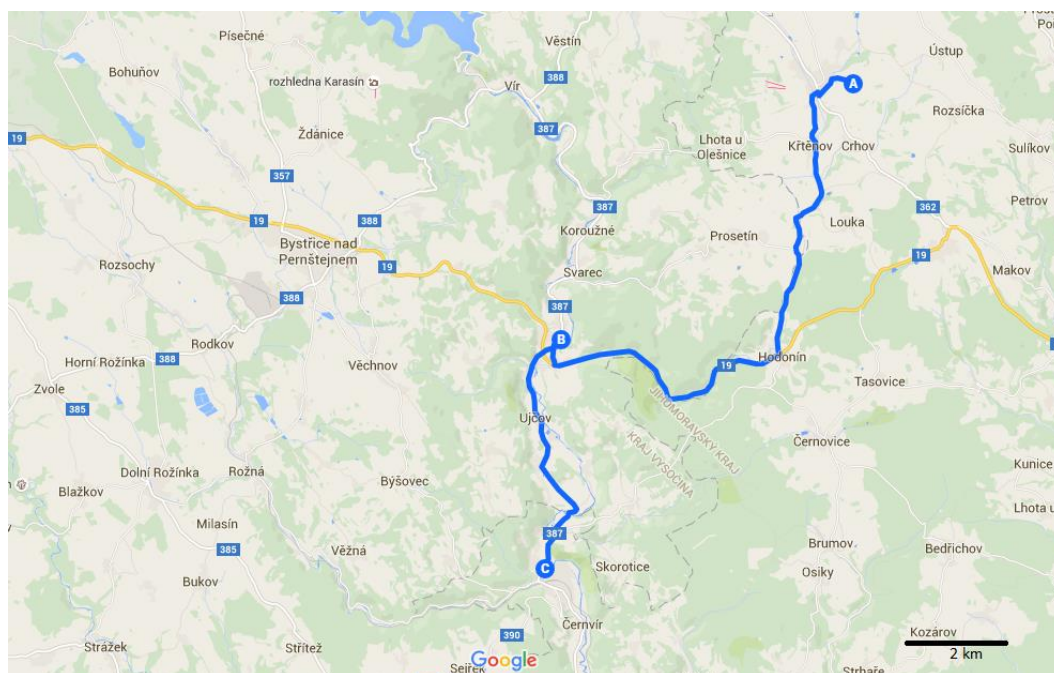 Písečné
Věstín
Ústup
Bohuňov
rozhledna Karasín
388
Vír
A
Rozsíčka
Ždánice
387
19
Lhota u
Olešnice
Křtěnov
Crhov
Sulíkov
357
387
362
Petrov
19
388
Koroužné
Louka
Bystřice nad
Pernštejnem
Prosetín
19
19
Rozsochy
Svarec
Makov
388
387
B
Rodkov
Hodonín
19
Horní Rožínka
388
Věchnov
Tasovice
Zvole
385
JIHOMORAVSKÝ KRAJ
KRAJ VYSOČINA
Ujčov
Černovice
Dolní Rožínka
Rožná
Kunice
Býšovec
Blažkov
Lhota u
Milasín
387
385
Věžná
Brumov
Bedřichov
C
Skorotice
Osiky
Bukov
Černvír
390
Kozárov
Strážek
Střítež
2 km
Google